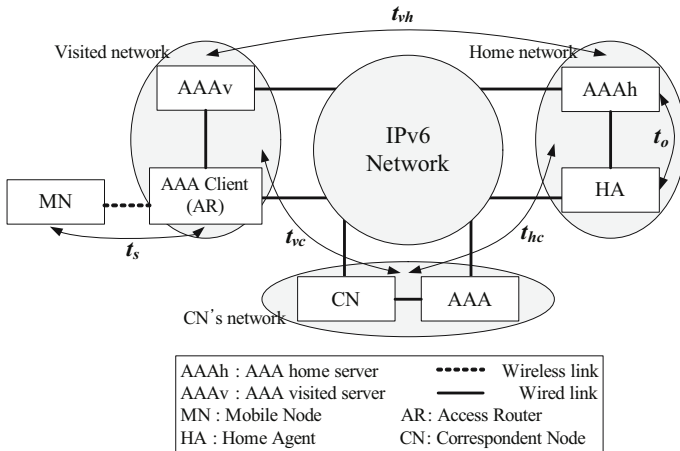 t_vh
Visited network
Home network
AAAv
AAAh
IPv6
Network
t_o
MN
AAA Client
(AR)
HA
t_s
t_vc
t_hc
CN
AAA
CN's network
AAAh : AAA home server
Wireless link
AAAv : AAA visited server
Wired link
MN : Mobile Node
AR: Access Router
HA : Home Agent
CN: Correspondent Node